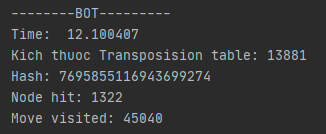 --------BOT---------
Time:  12.100407
Kich thuoc Transposision table: 13881
Hash: 7695855116943699274
Node hit: 1322
Move visited: 45040